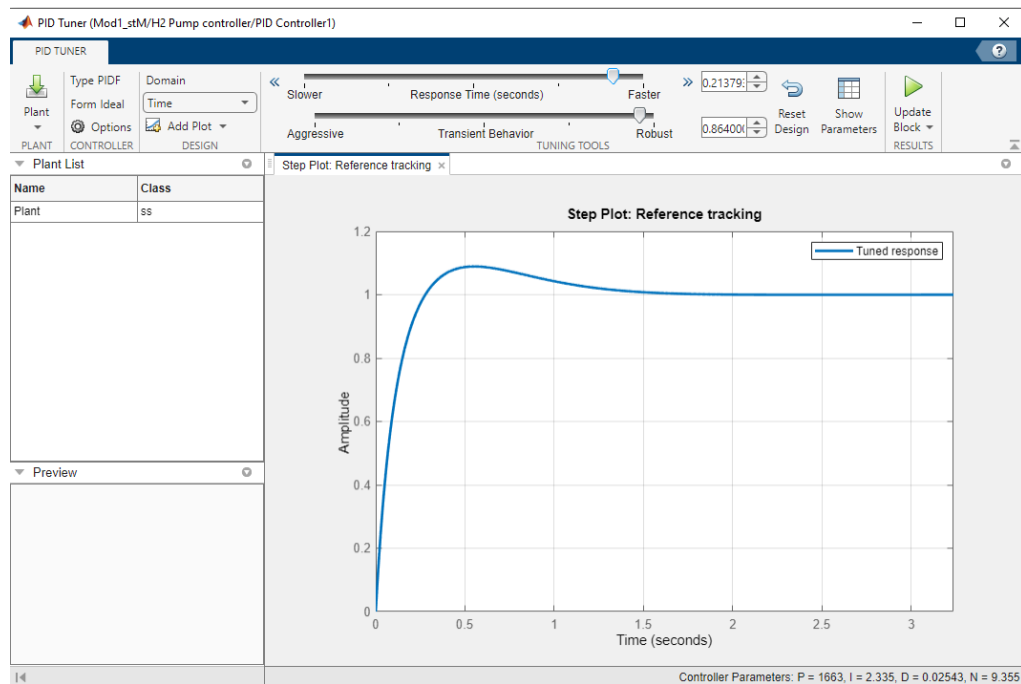 PID Tuner (Mod1_stM/H2 Pump controller/PID Controller1)
PID TUNER
Plant
PLANT
Type PIDF
Form Ideal
Options
CONTROLLER
Domain
Time
Add Plot
DESIGN
Slower
Response Time (seconds)
Faster
0.21793
Aggressive
Transient Behavior
Robust
TUNING TOOLS
Reset
Design
Show
Parameters
Update
Block
RESULTS
Plant List
Name Class
Plant ss
Preview
Step Plot: Reference tracking
Step Plot: Reference tracking
Tuned response
Amplitude
1.2
1
0.8
0.6
0.4
0.2
0
0 0.5 1 1.5 2 2.5 3
Time (seconds)
Controller Parameters: P = 1663, I = 2.335, D = 0.02543, N = 9.355